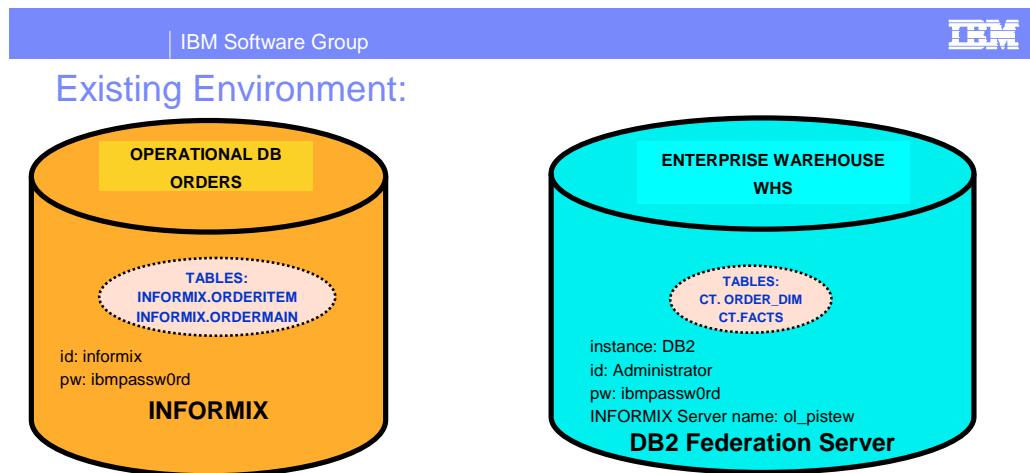 IBM Software Group
IBM
Existing Environment:
OPERATIONAL DB
ORDERS
TABLES:
INFORMIX.ORDERITEM
INFORMIX.ORDERMAIN
id: informix
pw: ibmpassw0rd
INFORMIX
ENTERPRISE WAREHOUSE
WHS
TABLES:
CT. ORDER_DIM
CT.FACTS
instance: DB2
id: Administrator
pw: ibmpassw0rd
INFORMIX Server name: ol_pistew
DB2 Federation Server